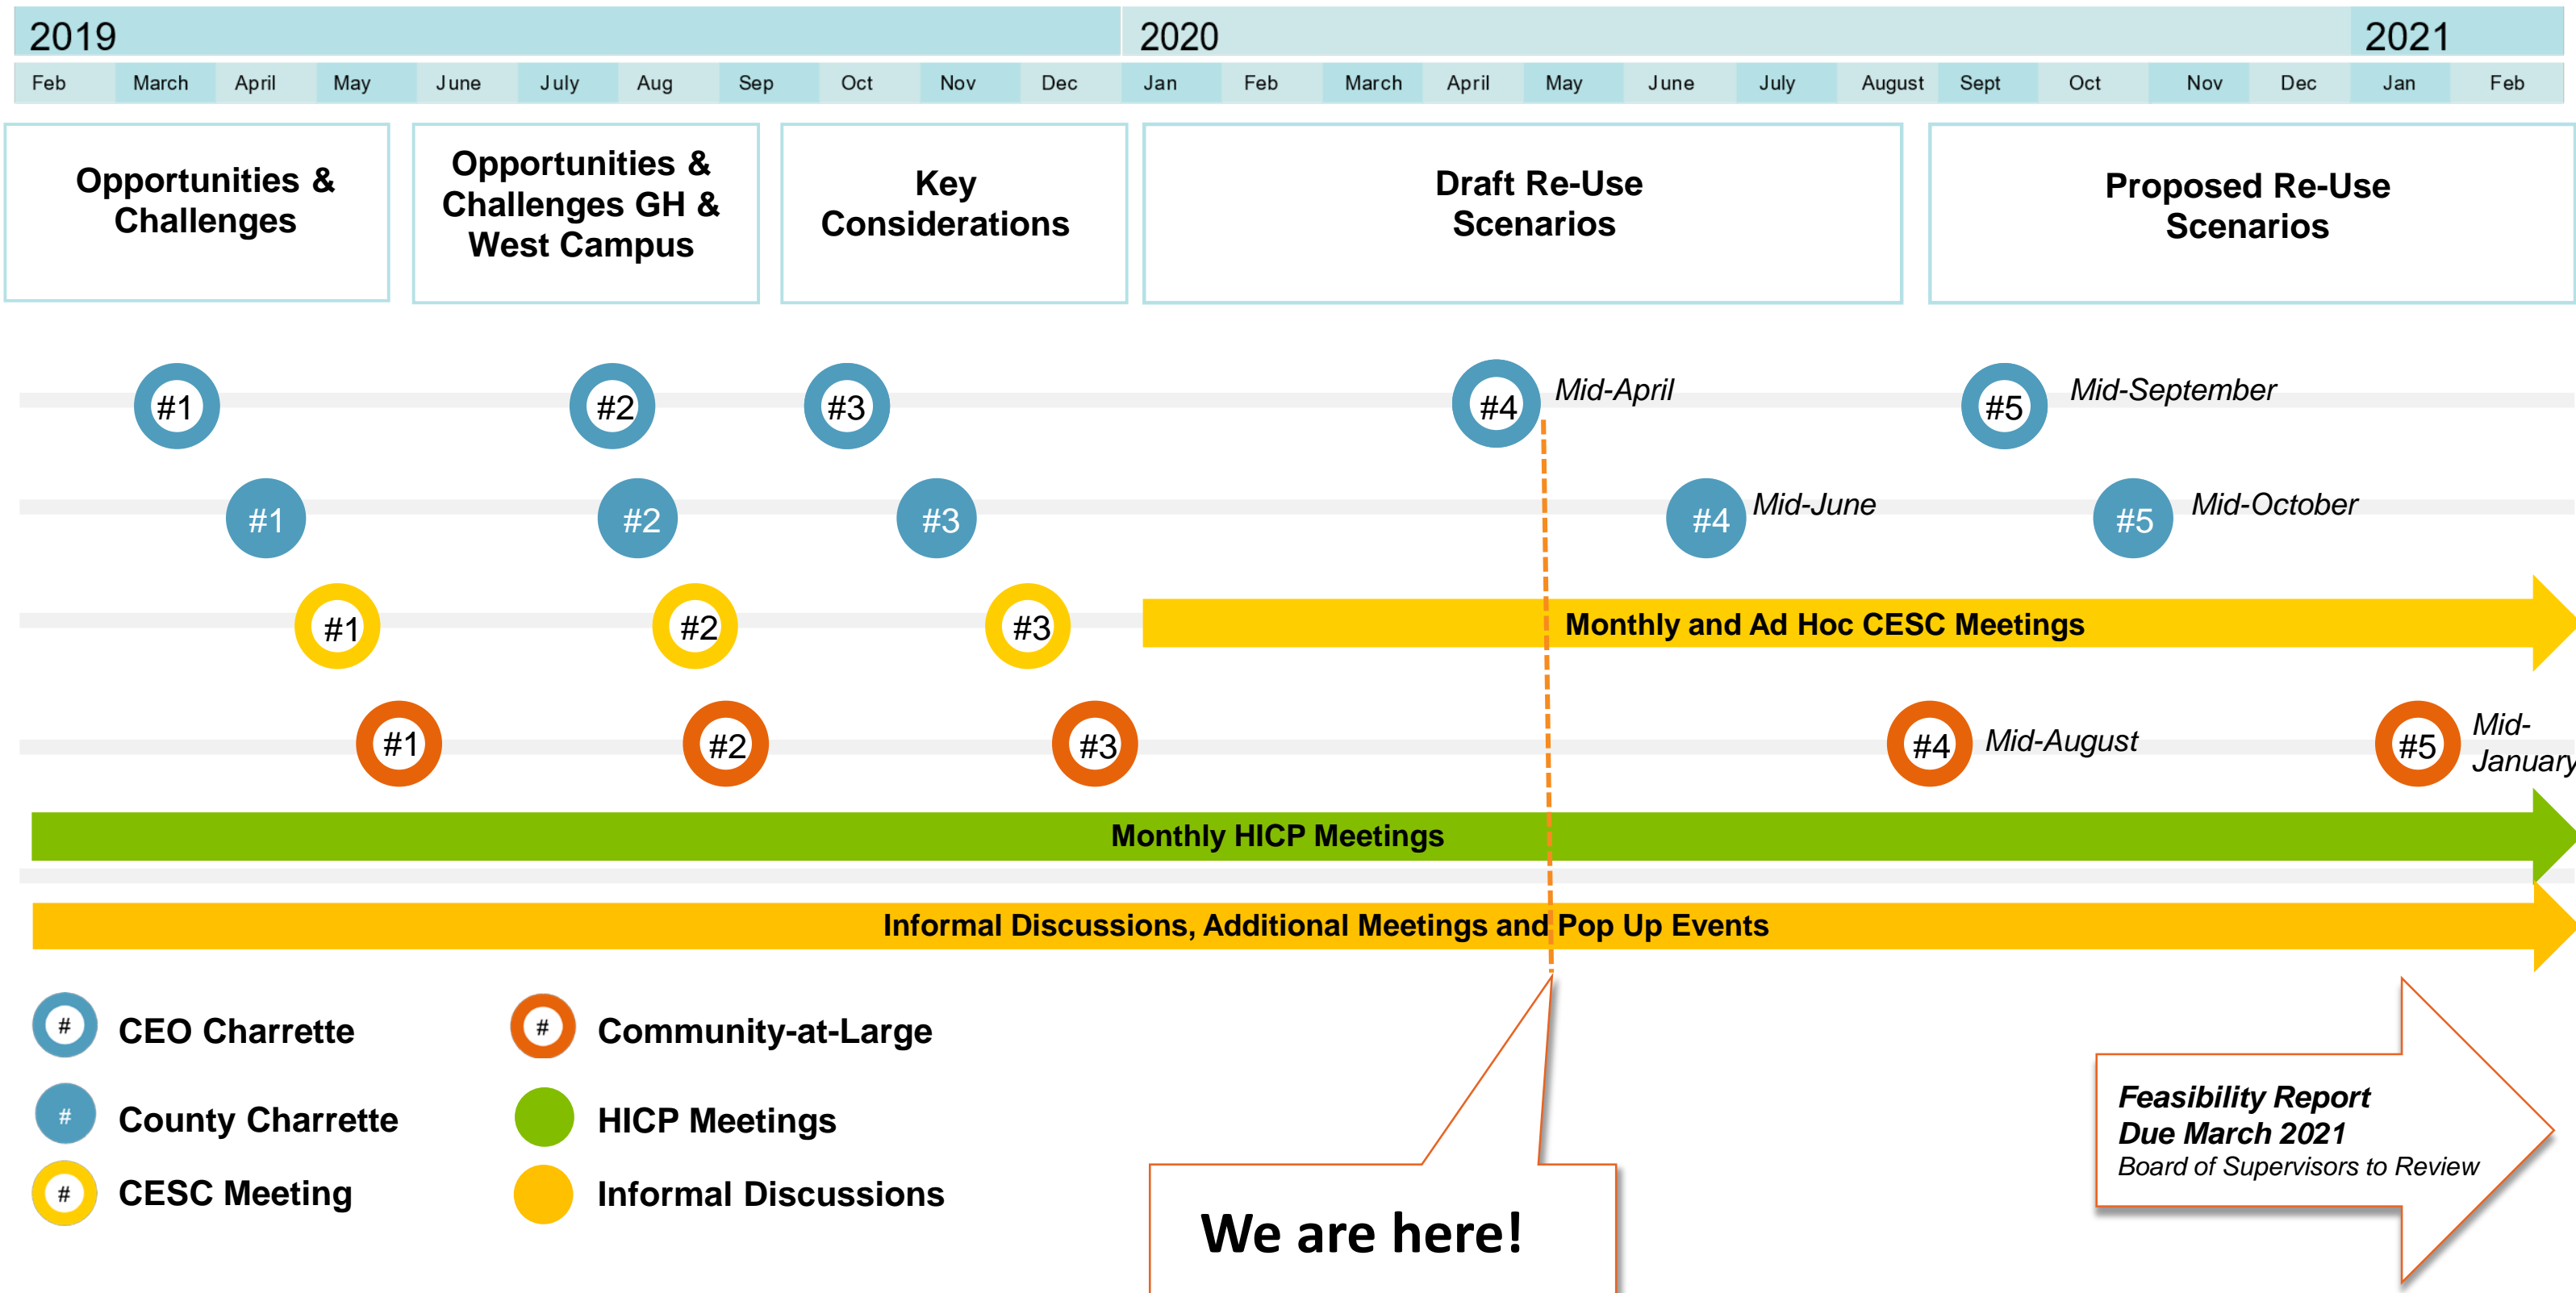 2019 2020 2021
Feb March April May June July Aug Sep Oct Nov Dec Jan Feb March April May June July August Sept Oct Nov Dec Jan Feb
Opportunities &
Challenges
Opportunities &
Challenges GH &
West Campus
Key
Considerations
Draft Re-Use
Scenarios
Proposed Re-Use
Scenarios
#1 #2 #3 #4 Mid-April #5 Mid-September
#1 #2 #3 #4 Mid-June #5 Mid-October
#1 #2 #3 Monthly and Ad Hoc CESC Meetings
#1 #2 #3 #4 Mid-August #5 Mid-
January
Monthly HICP Meetings
Informal Discussions, Additional Meetings and Pop Up Events
# CEO Charrette
# County Charrette
# CESC Meeting
# Community-at-Large
HICP Meetings
Informal Discussions
We are here!
Feasibility Report
Due March 2021
Board of Supervisors to Review